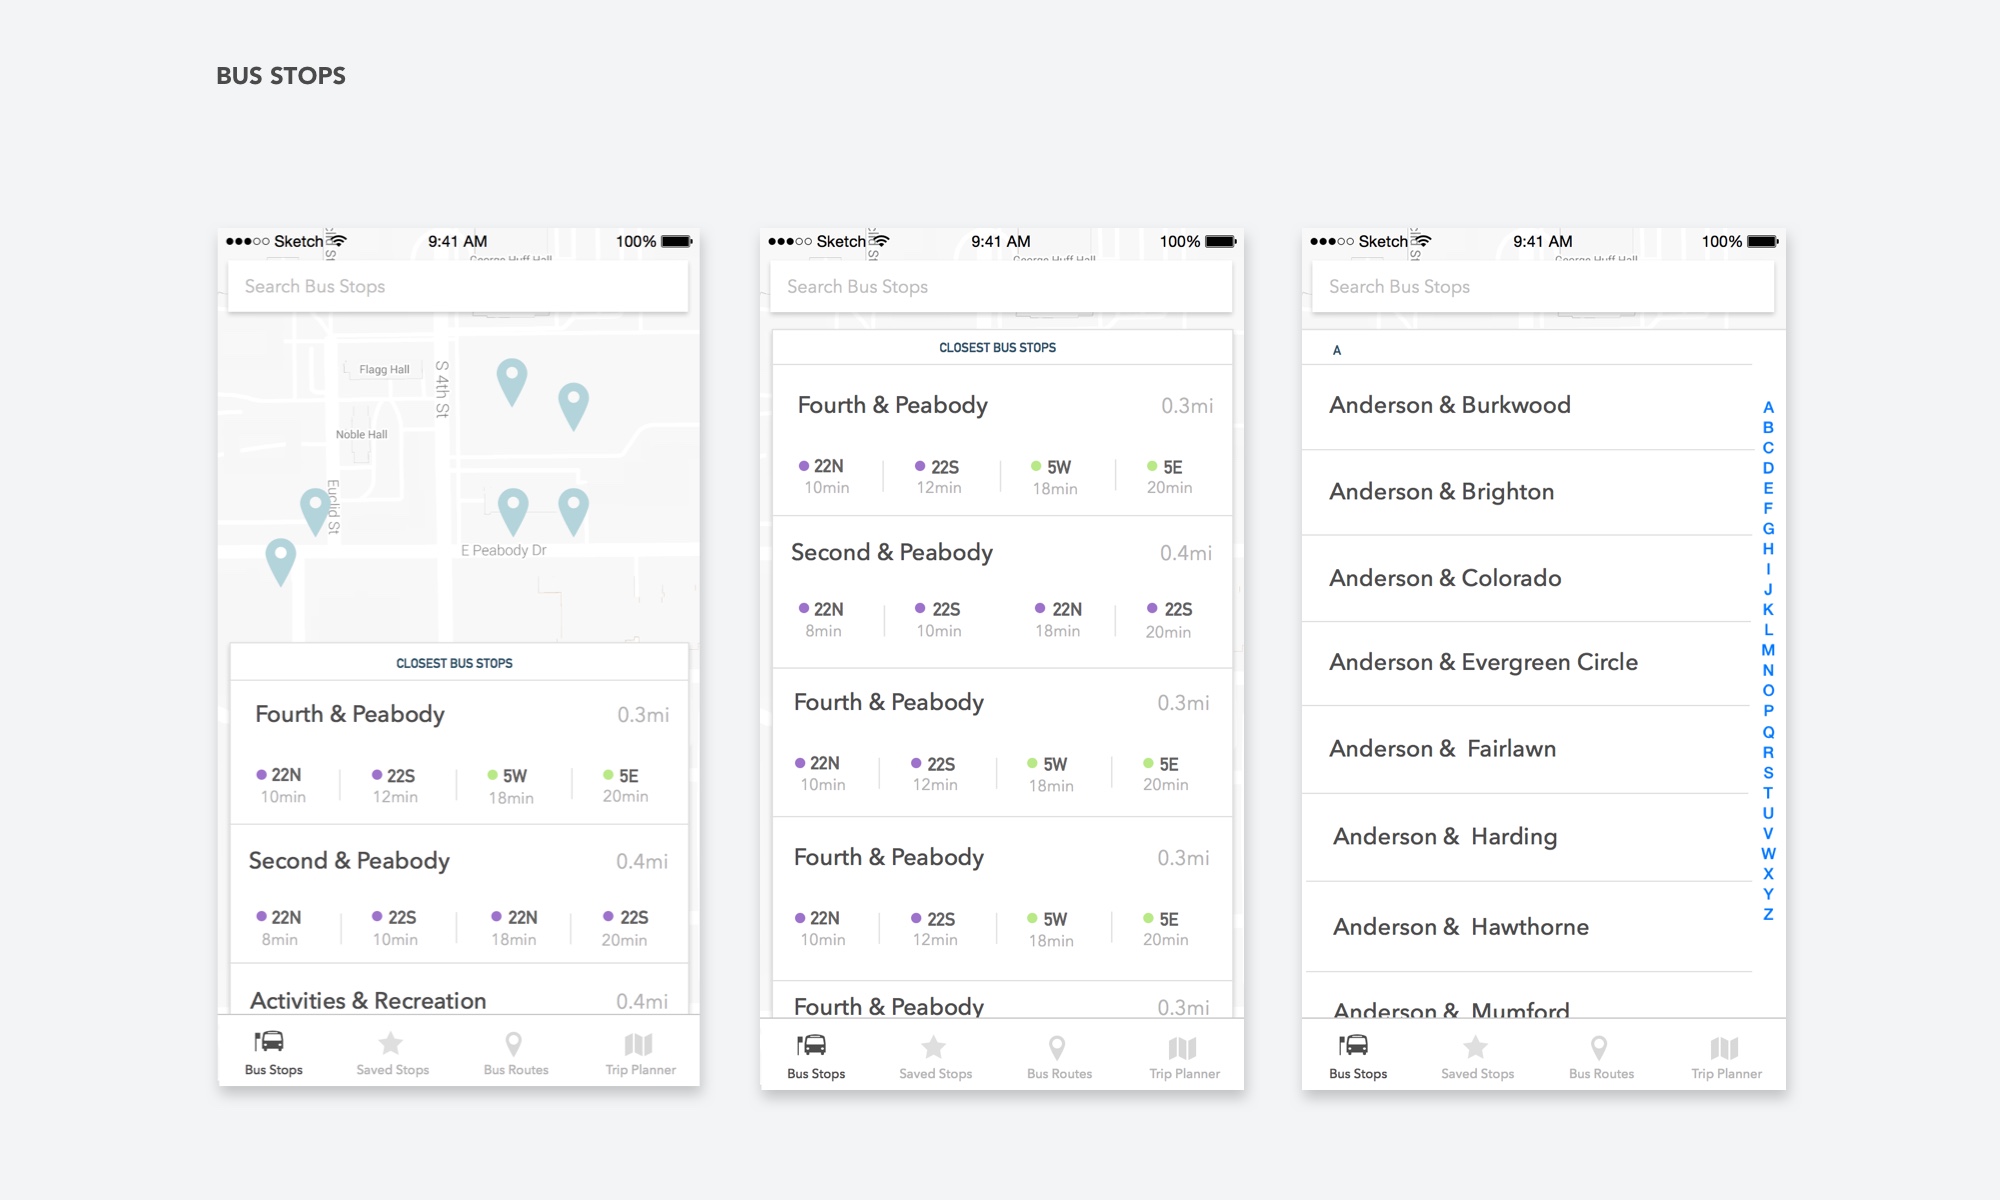 BUS STOPS
Sketch 9:41 AM 100%
Search Bus Stops
Flagg Hall
S 4th St
Noble Hall
Euclid St
E Peabody Dr
CLOSEST BUS STOPS
Fourth & Peabody 0.3mi
22N 22S 5W 5E
10min 12min 18min 20min
Second & Peabody 0.4mi
22N 22S 22N 22S
8min 10min 18min 20min
Activities & Recreation 0.4mi
Bus Stops Saved Stops Bus Routes Trip Planner
Sketch 9:41 AM 100%
George Huff Hall
Search Bus Stops
CLOSEST BUS STOPS
Fourth & Peabody 0.3mi
22N 22S 5W 5E
10min 12min 18min 20min
Second & Peabody 0.4mi
22N 22S 22N 22S
8min 10min 18min 20min
Fourth & Peabody 0.3mi
22N 22S 5W 5E
10min 12min 18min 20min
Fourth & Peabody 0.3mi
22N 22S 5W 5E
10min 12min 18min 20min
Fourth & Peabody 0.3mi
Bus Stops Saved Stops Bus Routes Trip Planner
Sketch 9:41 AM 100%
George Huff Hall
Search Bus Stops
A
Anderson & Burkwood
Anderson & Brighton
Anderson & Colorado
Anderson & Evergreen Circle
Anderson & Fairlawn
Anderson & Harding
Anderson & Hawthorne
Anderson & Mumford
A
B
C
D
E
F
G
H
I
J
K
L
M
N
O
P
Q
R
S
T
U
V
W
X
Y
Z
Bus Stops Saved Stops Bus Routes Trip Planner